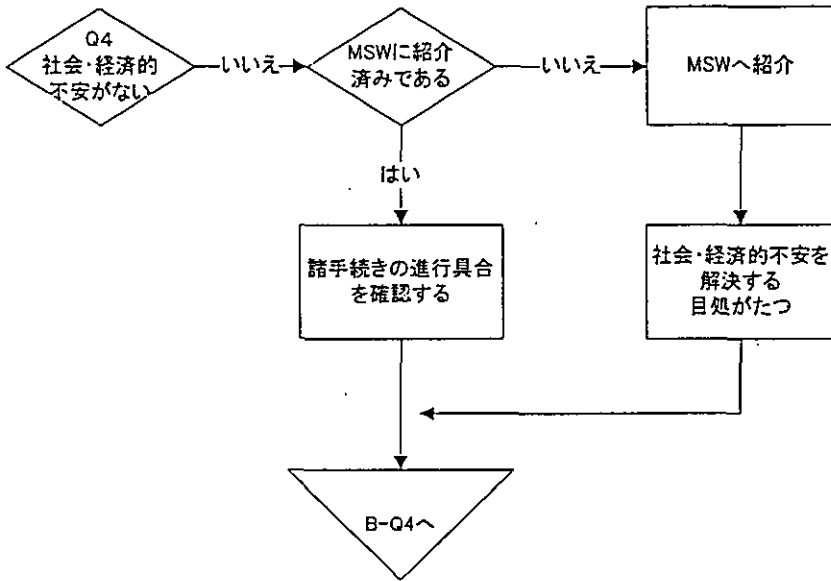 Q4
社会・経済的
不安がない
いいえ
MSWに紹介
済みである
いいえ
MSWへ紹介
はい
諸手続きの進行具合
を確認する
社会・経済的不安を
解決する
目処がたつ
B-Q4へ